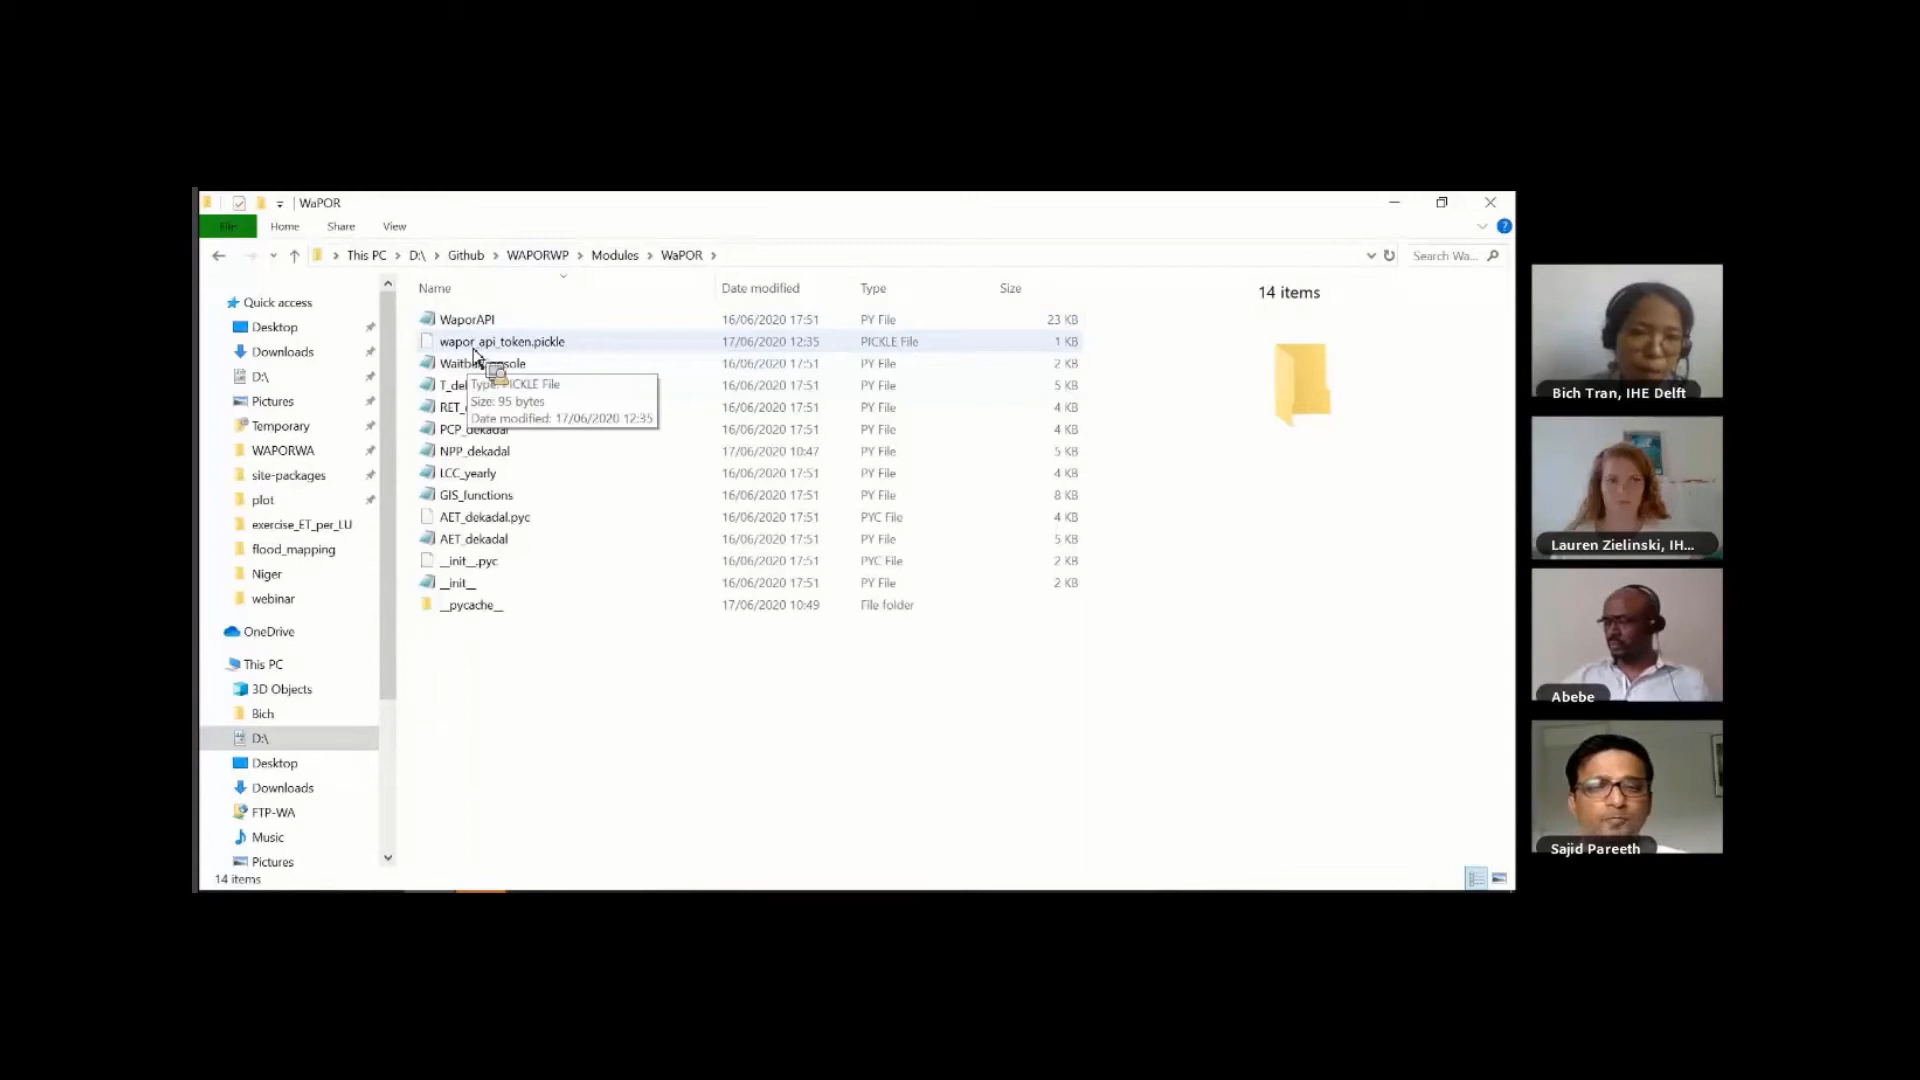 WaPOR
File Home Share View
This PC D:\ Github WAPORWP Modules WaPOR Search Wa...
Name Date modified Type Size
14 items
WaporAPI 16/06/2020 17:51 PY File 23 KB
wapor_api_token.pickle 17/06/2020 12:35 PICKLE File 1 KB
Waitb 16/06/2020 17:51 PY File 2 KB
T_de 16/06/2020 17:51 PY File 5 KB
RET_ 16/06/2020 17:51 PY File 4 KB
PCP_dekadal 16/06/2020 17:51 PY File 4 KB
NPP_dekadal 17/06/2020 10:47 PY File 5 KB
LCC_yearly 16/06/2020 17:51 PY File 4 KB
GIS_functions 16/06/2020 17:51 PY File 8 KB
AET_dekadal.pyc 16/06/2020 17:51 PYC File 4 KB
AET_dekadal 16/06/2020 17:51 PY File 5 KB
__init__.pyc 16/06/2020 17:51 PYC File 2 KB
__init__ 16/06/2020 17:51 PY File 2 KB
__pycache__ 17/06/2020 10:49 File folder
Type: PICKLE File
Size: 95 bytes
Date modified: 17/06/2020 12:35
Quick access
Desktop
Downloads
D:\
Pictures
Temporary
WAPORWA
site-packages
plot
exercise_ET_per_LU
flood_mapping
Niger
webinar
OneDrive
This PC
3D Objects
Bich
D:\
Desktop
Downloads
FTP-WA
Music
Pictures
14 items
Bich Tran, IHE Delft
Lauren Zielinski, IH...
Abebe
Sajid Pareeth